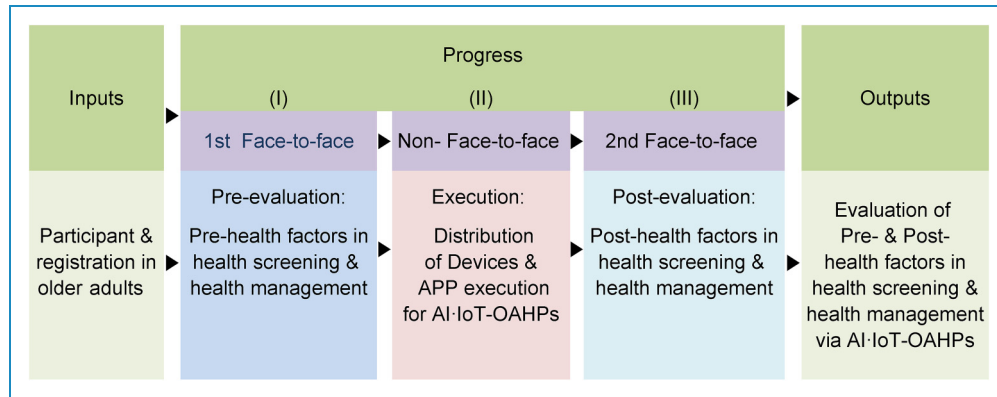 Inputs
Progress
(I)
(II)
(III)
1st Face-to-face
Non- Face-to-face
2nd Face-to-face
Outputs
Participant &
registration in
older adults
Pre-evaluation:
Pre-health factors in
health screening &
health management
Execution:
Distribution
of Devices &
APP execution
for AI·IoT-OAHPs
Post-evaluation:
Post-health factors in
health screening &
health management
Evaluation of
Pre- & Post-
health factors in
health screening &
health management
via AI·IoT-OAHPs